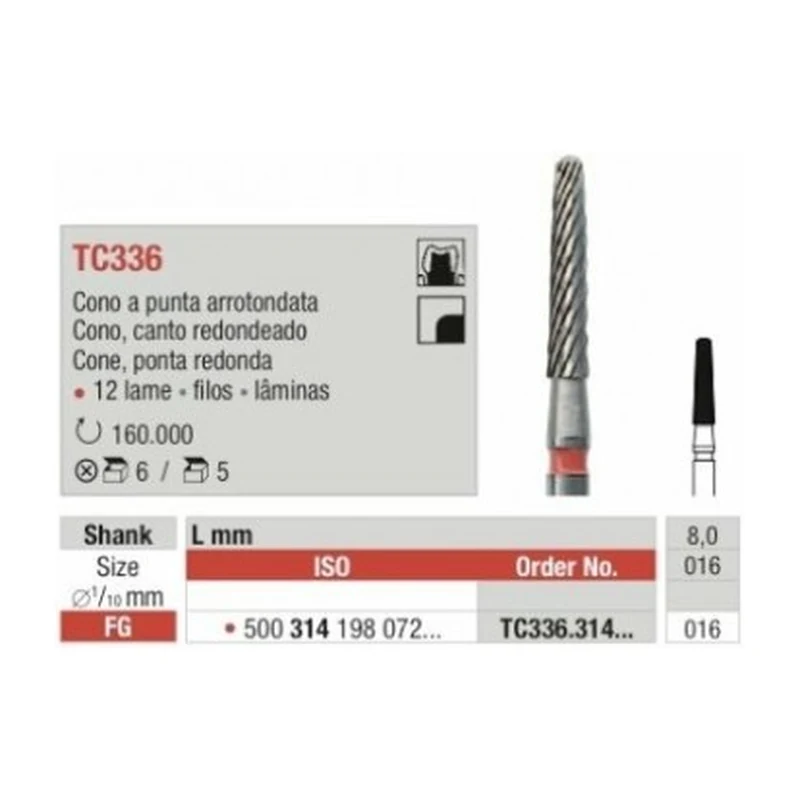 TC336
Cono a punta arrotondata
Cono, canto redondeado
Cone, ponta redonda
• 12 lame • filos • lâminas
160.000
6 / 5
Shank L mm 8,0
Size ISO Order No. 016
∅1/10 mm
FG • 500 314 198 072... TC336.314... 016